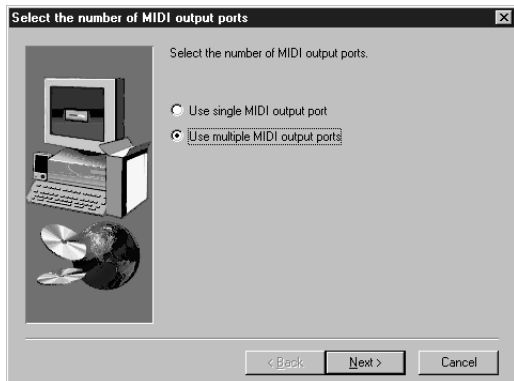 Select the number of MIDI output ports
Select the number of MIDI output ports.
Use single MIDI output port
Use multiple MIDI output ports
< Back
Next >
Cancel